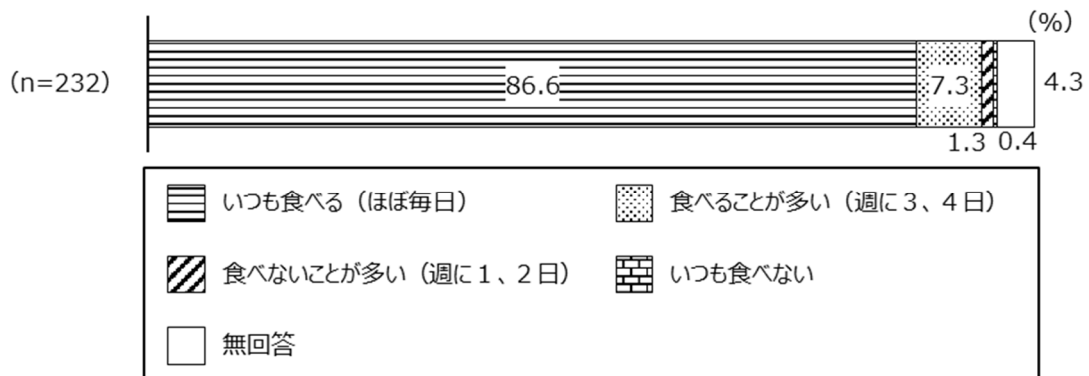 (%)
(n=232)
86.6
7.3
4.3
1.3
0.4
いつも食べる（ほぼ毎日）
食べることが多い（週に３、４日）
食べないことが多い（週に１、２日）
いつも食べない
無回答